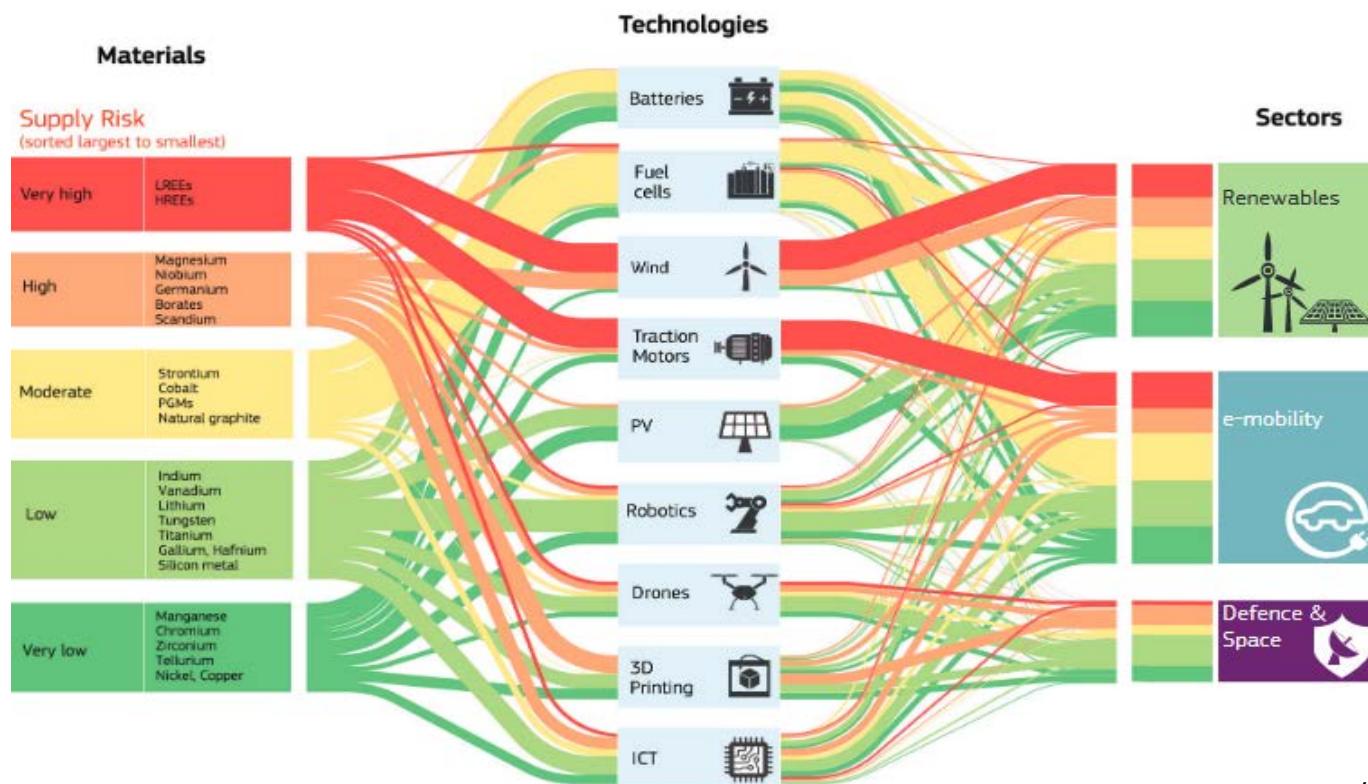 Materials
Technologies
Sectors
Supply Risk
(sorted largest to smallest)
Very high
LREEs
HREEs
High
Magnesium
Niobium
Germanium
Borates
Scandium
Moderate
Strontium
Cobalt
PGMs
Natural graphite
Low
Indium
Vanadium
Lithium
Tungsten
Titanium
Gallium, Hafnium
Silicon metal
Very low
Manganese
Chromium
Zirconium
Tellurium
Nickel, Copper
Batteries
Fuel
cells
Wind
Traction
Motors
PV
Robotics
Drones
3D
Printing
ICT
Renewables
e-mobility
Defence &
Space